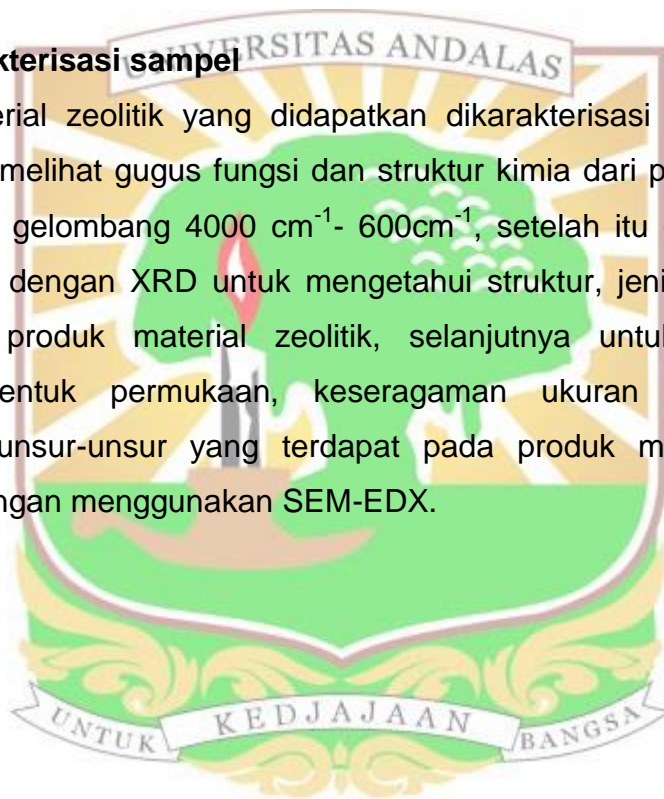 UNIVERSITAS ANDALAS
kterisasi sampel
erial zeolitik yang didapatkan dikarakterisasi
melihat gugus fungsi dan struktur kimia dari p
gelombang 4000 cm⁻¹- 600cm⁻¹, setelah itu
dengan XRD untuk mengetahui struktur, jeni
produk material zeolitik, selanjutnya untuk
entuk permukaan, keseragaman ukuran
unsur-unsur yang terdapat pada produk m
ngan menggunakan SEM-EDX.
UNTUK KEDJAJAAN BANGSA